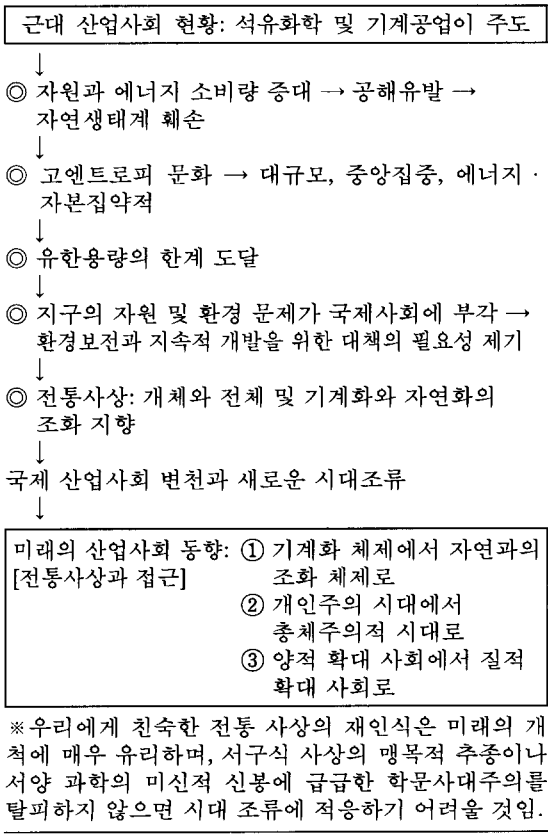 근대 산업사회 현황: 석유화학 및 기계공업이 주도
↓
◎ 자원과 에너지 소비량 증대 → 공해유발 →
자연생태계 훼손
↓
◎ 고엔트로피 문화 → 대규모, 중앙집중, 에너지 ·
자본집약적
↓
◎ 유한용량의 한계 도달
↓
◎ 지구의 자원 및 환경 문제가 국제사회에 부각 →
환경보전과 지속적 개발을 위한 대책의 필요성 제기
↓
◎ 전통사상: 개체와 전체 및 기계화와 자연화의
조화 지향
↓
국제 산업사회 변천과 새로운 시대조류
↓
미래의 산업사회 동향: ① 기계화 체제에서 자연과의
[전통사상과 접근] 조화 체제로
② 개인주의 시대에서
총체주의적 시대로
③ 양적 확대 사회에서 질적
확대 사회로
※우리에게 친숙한 전통 사상의 재인식은 미래의 개
척에 매우 유리하며, 서구식 사상의 맹목적 추종이나
서양 과학의 미신적 신봉에 급급한 학문사대주의를
탈피하지 않으면 시대 조류에 적응하기 어려울 것임.